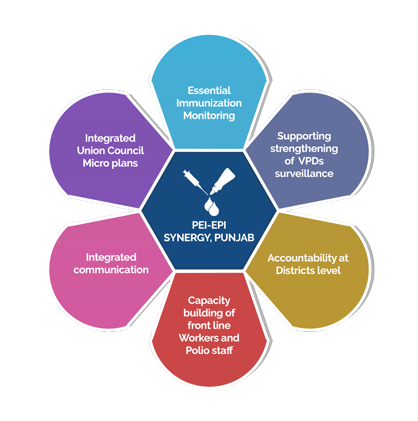 Essential
Immunization
Monitoring
Supporting
strengthening
of VPDs
surveillance
Accountability at
Districts level
Capacity
building of
front line
Workers and
Polio staff
Integrated
communication
Integrated
Union Council
Micro plans
PEI-EPI
SYNERGY, PUNJAB